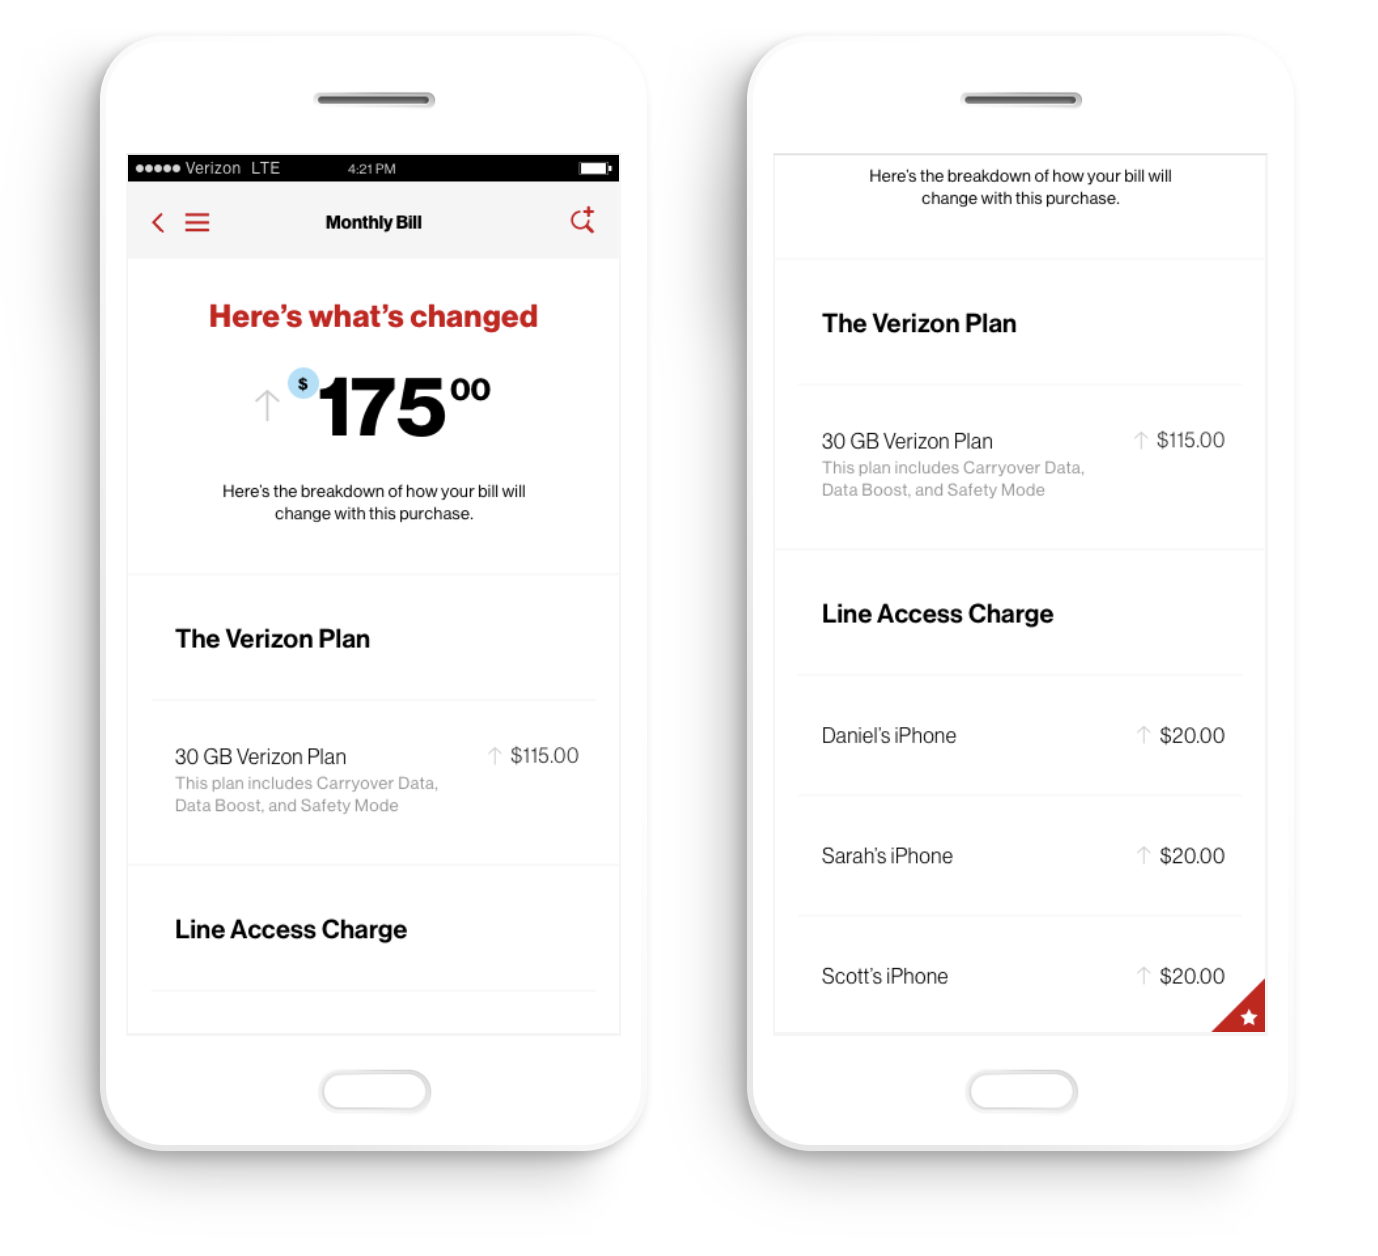 Verizon LTE 4:21 PM
Monthly Bill
Here's what's changed
$175 00
Here's the breakdown of how your bill will
change with this purchase.
The Verizon Plan
30 GB Verizon Plan $115.00
This plan includes Carryover Data,
Data Boost, and Safety Mode
Line Access Charge
Here's the breakdown of how your bill will
change with this purchase.
The Verizon Plan
30 GB Verizon Plan $115.00
This plan includes Carryover Data,
Data Boost, and Safety Mode
Line Access Charge
Daniel's iPhone $20.00
Sarah's iPhone $20.00
Scott's iPhone $20.00